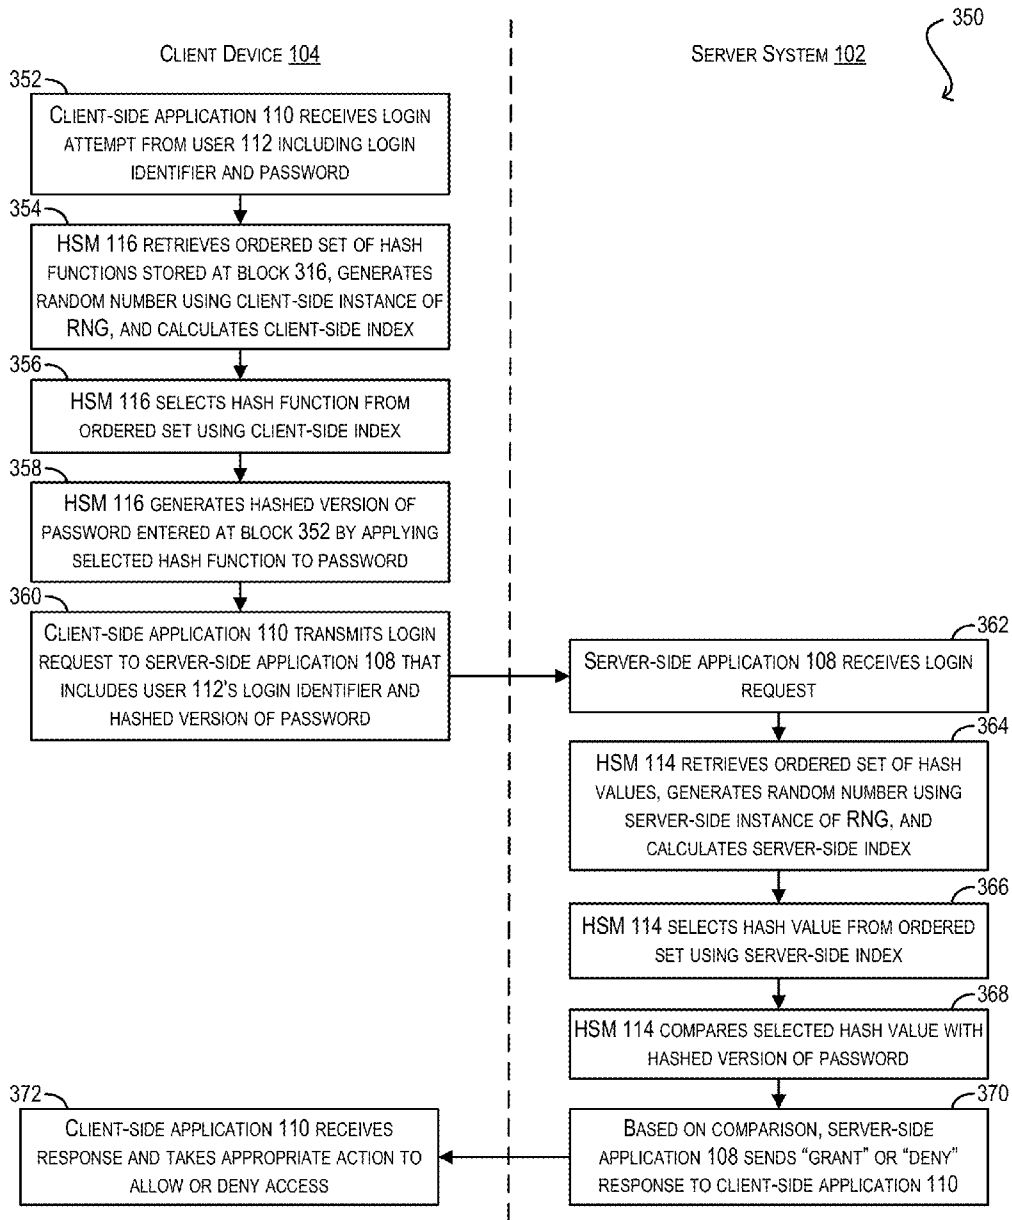 350
CLIENT DEVICE 104
SERVER SYSTEM 102
352
CLIENT-SIDE APPLICATION 110 RECEIVES LOGIN
ATTEMPT FROM USER 112 INCLUDING LOGIN
IDENTIFIER AND PASSWORD
354
HSM 116 RETRIEVES ORDERED SET OF HASH
FUNCTIONS STORED AT BLOCK 316, GENERATES
RANDOM NUMBER USING CLIENT-SIDE INSTANCE OF
RNG, AND CALCULATES CLIENT-SIDE INDEX
356
HSM 116 SELECTS HASH FUNCTION FROM
ORDERED SET USING CLIENT-SIDE INDEX
358
HSM 116 GENERATES HASHED VERSION OF
PASSWORD ENTERED AT BLOCK 352 BY APPLYING
SELECTED HASH FUNCTION TO PASSWORD
360
CLIENT-SIDE APPLICATION 110 TRANSMITS LOGIN
REQUEST TO SERVER-SIDE APPLICATION 108 THAT
INCLUDES USER 112'S LOGIN IDENTIFIER AND
HASHED VERSION OF PASSWORD
362
SERVER-SIDE APPLICATION 108 RECEIVES LOGIN
REQUEST
364
HSM 114 RETRIEVES ORDERED SET OF HASH
VALUES, GENERATES RANDOM NUMBER USING
SERVER-SIDE INSTANCE OF RNG, AND
CALCULATES SERVER-SIDE INDEX
366
HSM 114 SELECTS HASH VALUE FROM ORDERED
SET USING SERVER-SIDE INDEX
368
HSM 114 COMPARES SELECTED HASH VALUE WITH
HASHED VERSION OF PASSWORD
370
BASED ON COMPARISON, SERVER-SIDE
APPLICATION 108 SENDS "GRANT" OR "DENY"
RESPONSE TO CLIENT-SIDE APPLICATION 110
372
CLIENT-SIDE APPLICATION 110 RECEIVES
RESPONSE AND TAKES APPROPRIATE ACTION TO
ALLOW OR DENY ACCESS